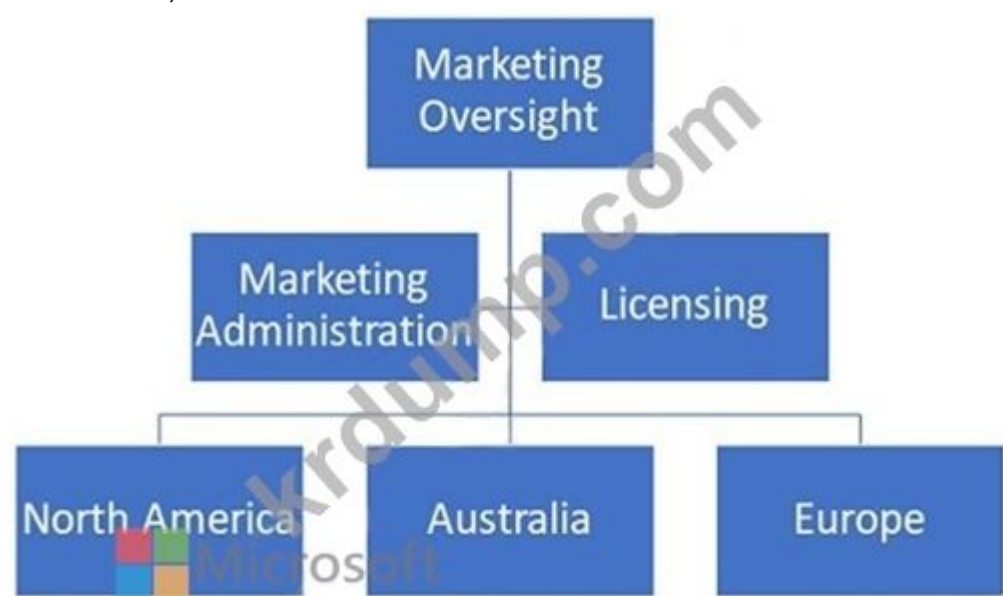 Marketing
Oversight
Marketing
Administration
Licensing
North America
Australia
Europe
krdump.com
Microsoft